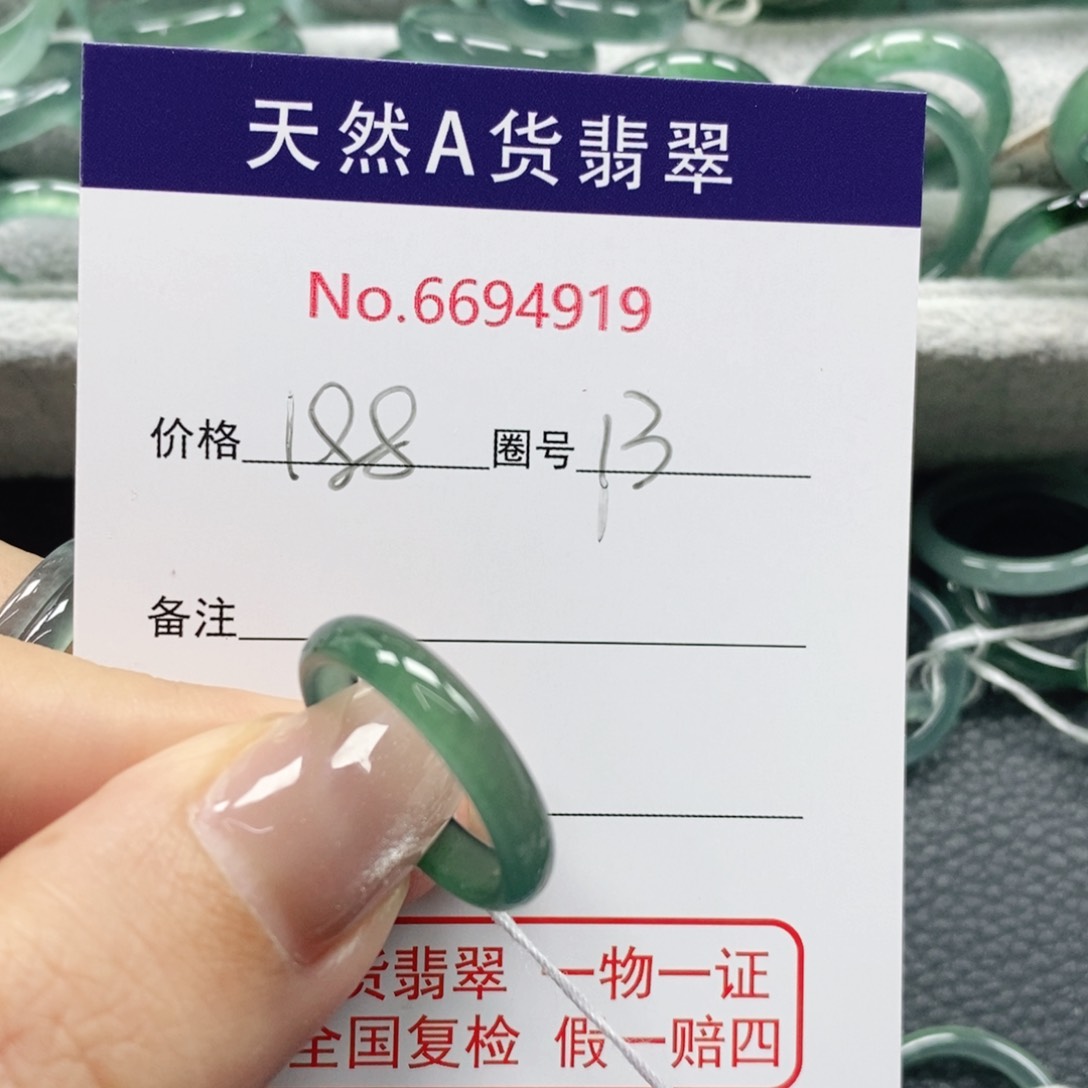 天然A货翡翠
No.6694919
价格 188 圈号 13
备注
货翡翠 一物一证
全国复检 假一赔四